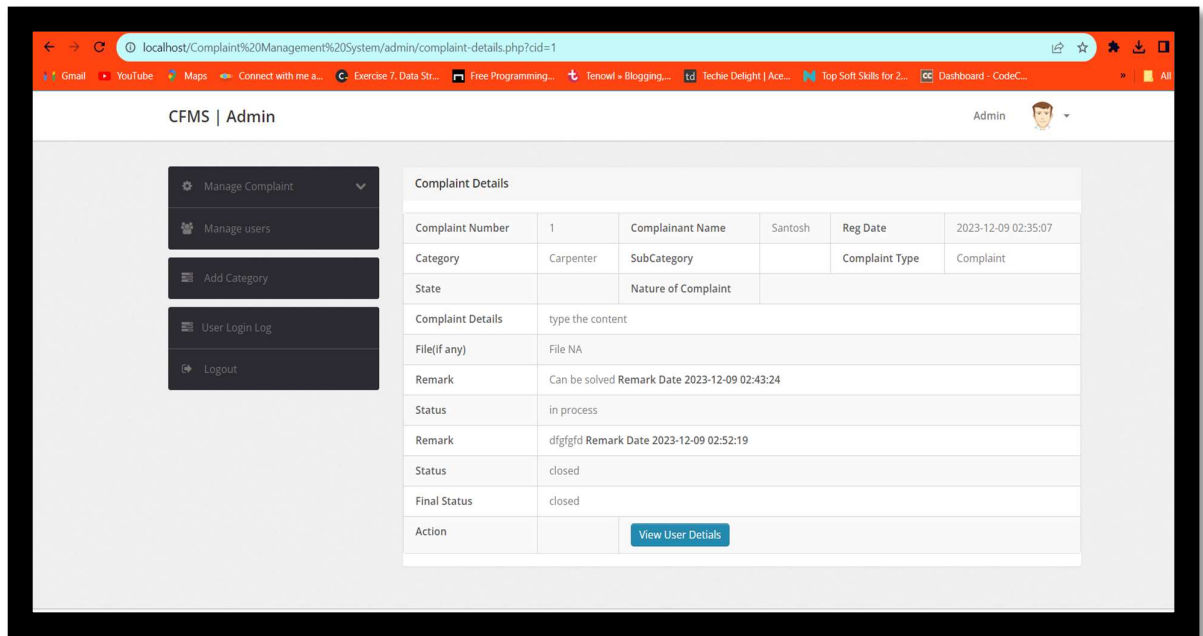 localhost/Complaint%20Management%20System/admin/complaint-details.php?cid=1
Gmail YouTube Maps Connect with me a... Exercise 7. Data Str... Free Programming... Tenowl » Blogging,... td Techie Delight | Ace... Top Soft Skills for 2... CC Dashboard - CodeC... » All
CFMS | Admin Admin
Manage Complaint
Manage users
Add Category
User Login Log
Logout
Complaint Details
Complaint Number 1 Complainant Name Santosh Reg Date 2023-12-09 02:35:07
Category Carpenter SubCategory Complaint Type Complaint
State Nature of Complaint
Complaint Details type the content
File(if any) File NA
Remark Can be solved Remark Date 2023-12-09 02:43:24
Status in process
Remark dfgfgfd Remark Date 2023-12-09 02:52:19
Status closed
Final Status closed
Action View User Detials